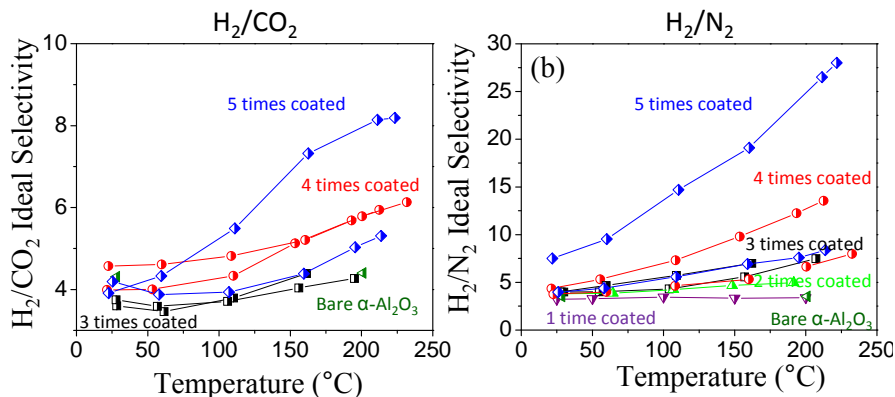 H₂/CO₂
H₂/CO₂ Ideal Selectivity
10
8
6
4
5 times coated
4 times coated
Bare α-Al₂O₃
3 times coated
0 50 100 150 200 250
Temperature (°C)
H₂/N₂
(b)
H₂/N₂ Ideal Selectivity
30
25
20
15
10
5
0
5 times coated
4 times coated
3 times coated
2 times coated
1 time coated
Bare α-Al₂O₃
0 50 100 150 200 250
Temperature (°C)